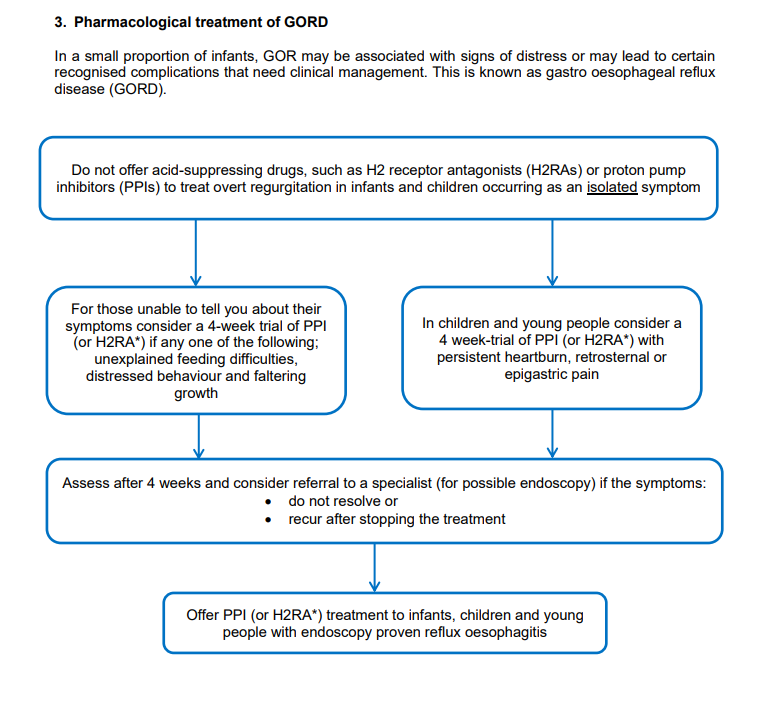 3. Pharmacological treatment of GORD
In a small proportion of infants, GOR may be associated with signs of distress or may lead to certain
recognised complications that need clinical management. This is known as gastro oesophageal reflux
disease (GORD).
Do not offer acid-suppressing drugs, such as H2 receptor antagonists (H2RAs) or proton pump
inhibitors (PPIs) to treat overt regurgitation in infants and children occurring as an isolated symptom
For those unable to tell you about their
symptoms consider a 4-week trial of PPI
(or H2RA*) if any one of the following;
unexplained feeding difficulties,
distressed behaviour and faltering
growth
In children and young people consider a
4 week-trial of PPI (or H2RA*) with
persistent heartburn, retrosternal or
epigastric pain
Assess after 4 weeks and consider referral to a specialist (for possible endoscopy) if the symptoms:
• do not resolve or
• recur after stopping the treatment
Offer PPI (or H2RA*) treatment to infants, children and young
people with endoscopy proven reflux oesophagitis